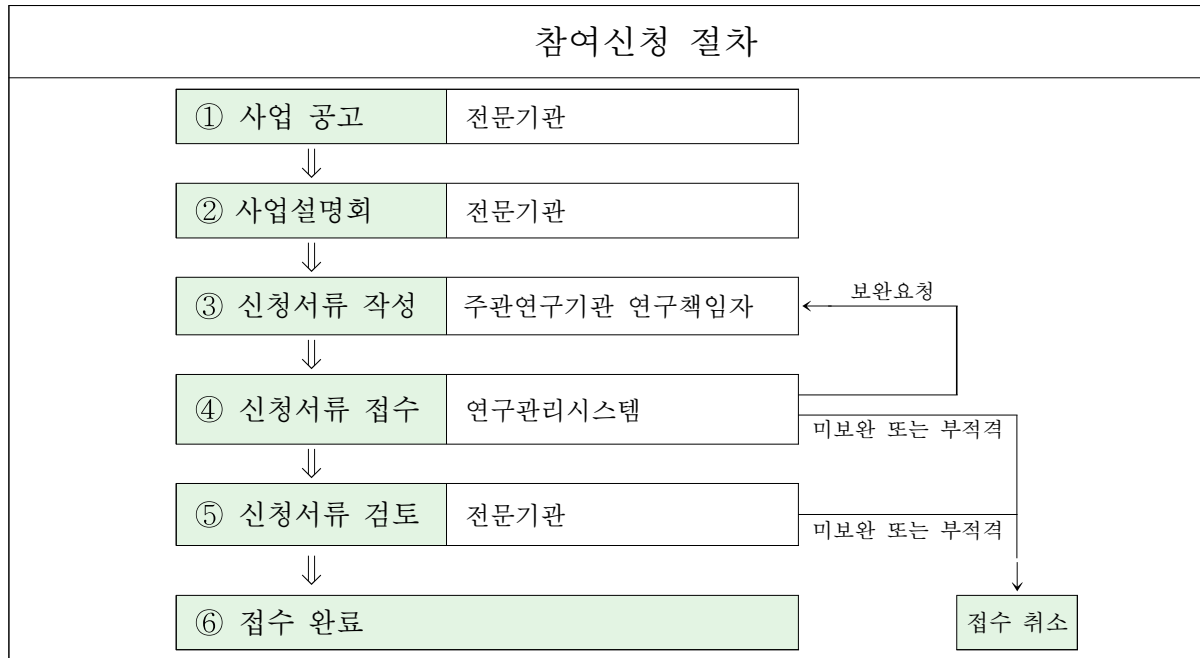 참여신청 절차
① 사업 공고 전문기관
② 사업설명회 전문기관
③ 신청서류 작성 주관연구기관 연구책임자
보완요청
④ 신청서류 접수 연구관리시스템
미보완 또는 부적격
⑤ 신청서류 검토 전문기관
미보완 또는 부적격
⑥ 접수 완료
접수 취소